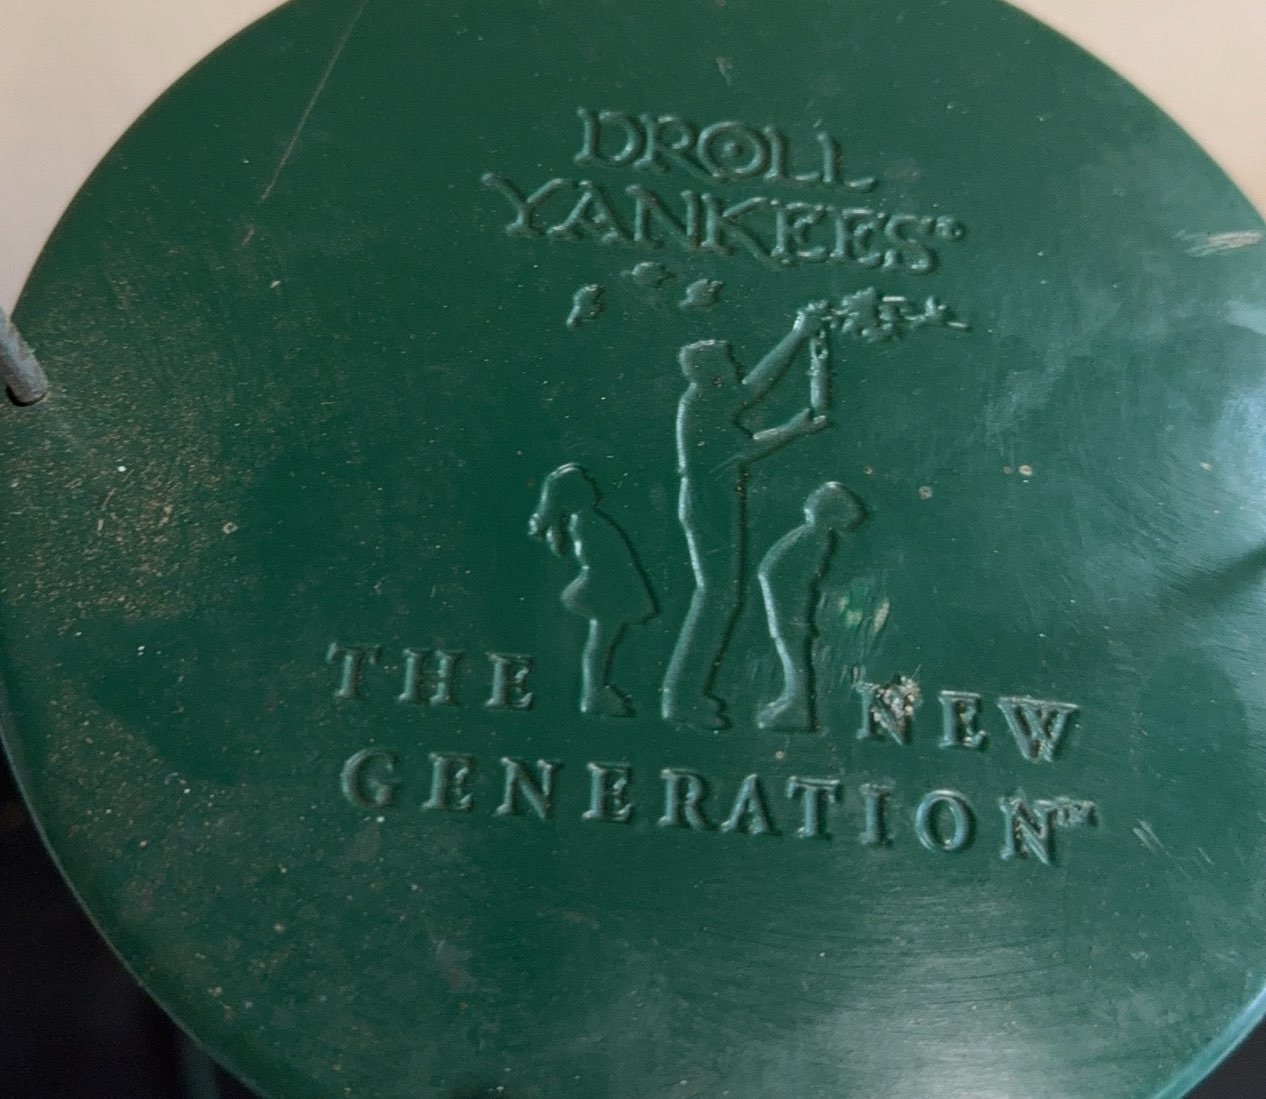 DROLL
YANKEES®
THE NEW
GENERATION™